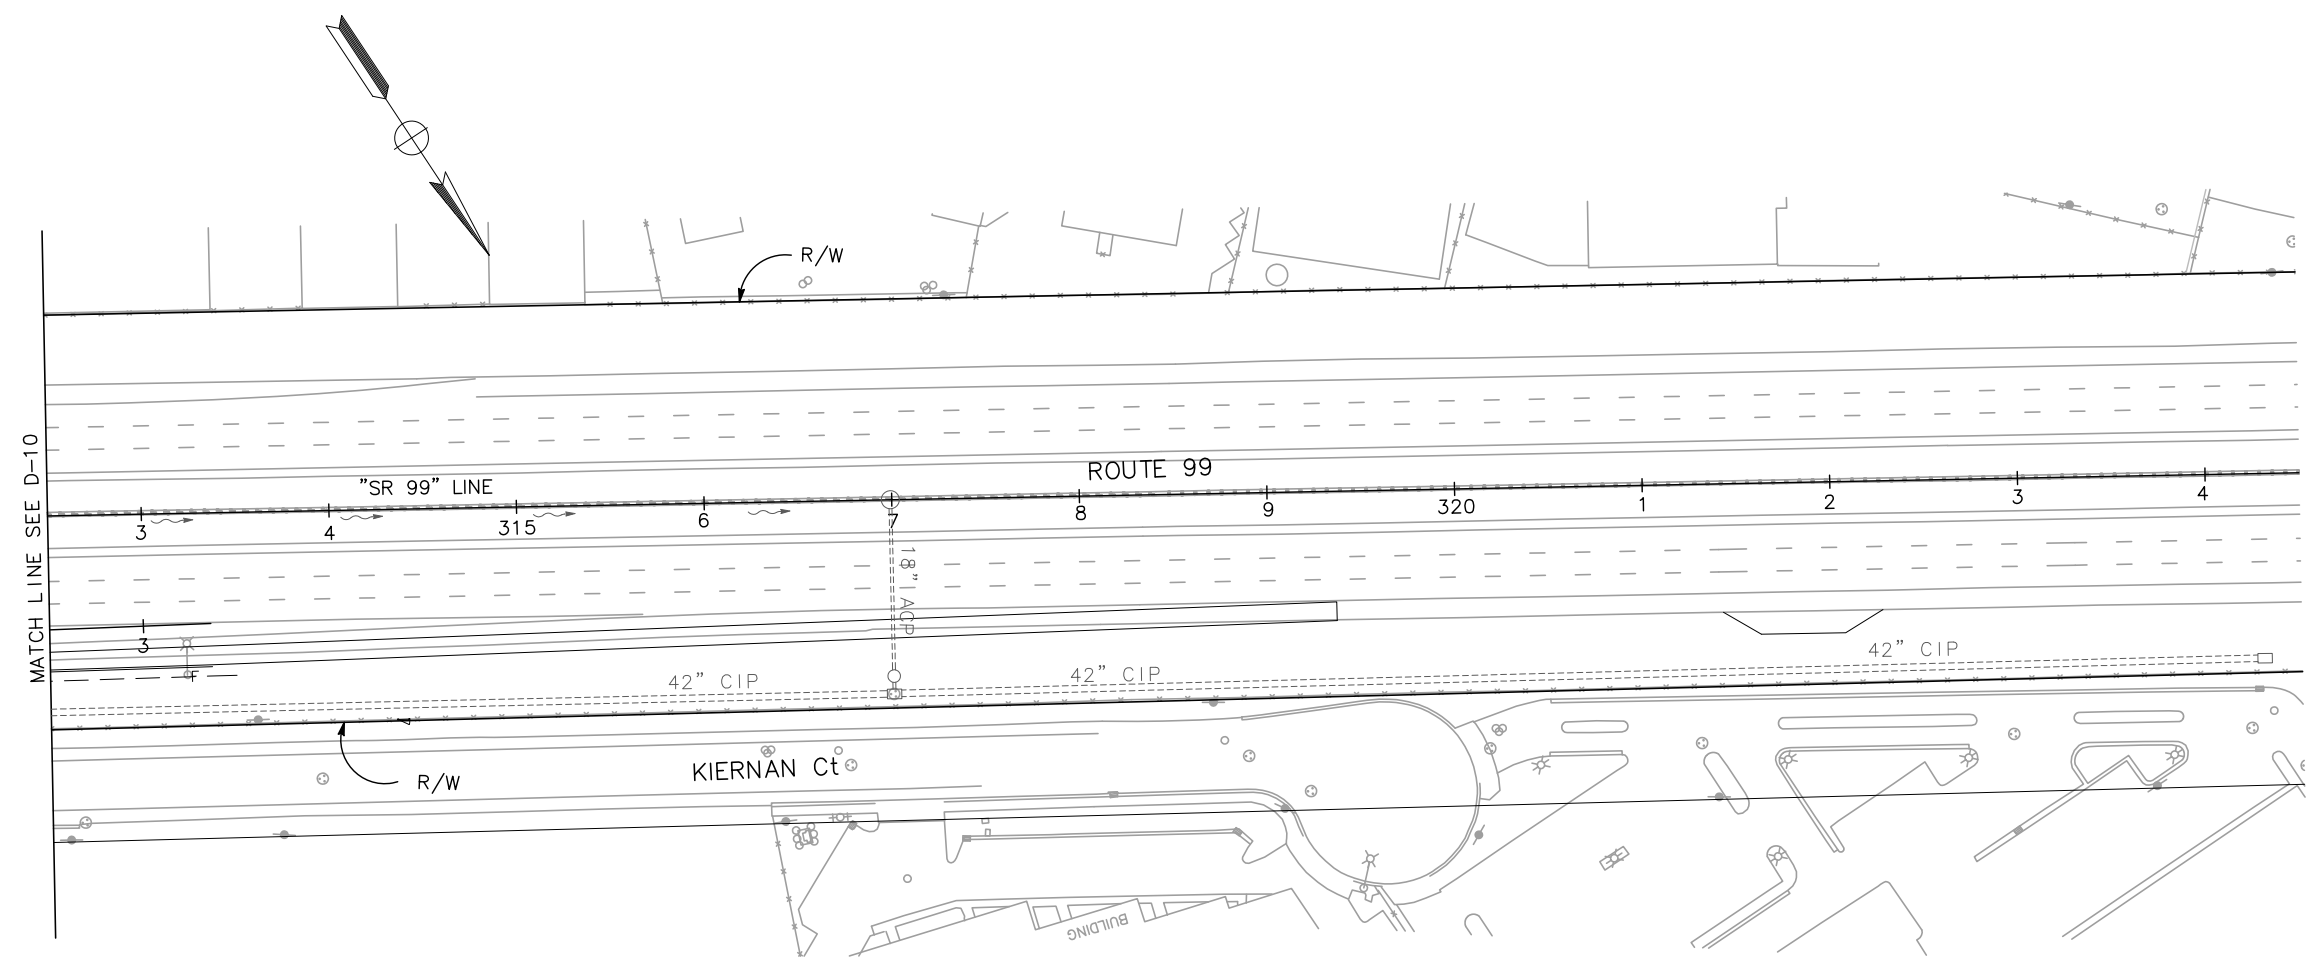 R/W
MATCH LINE SEE D-10
ROUTE 99
"SR 99" LINE
3
4
315
6
7
8
9
320
1
2
3
4
18" ACP
3
42" CIP
42" CIP
42" CIP
R/W
KIERNAN Ct
BUILDING